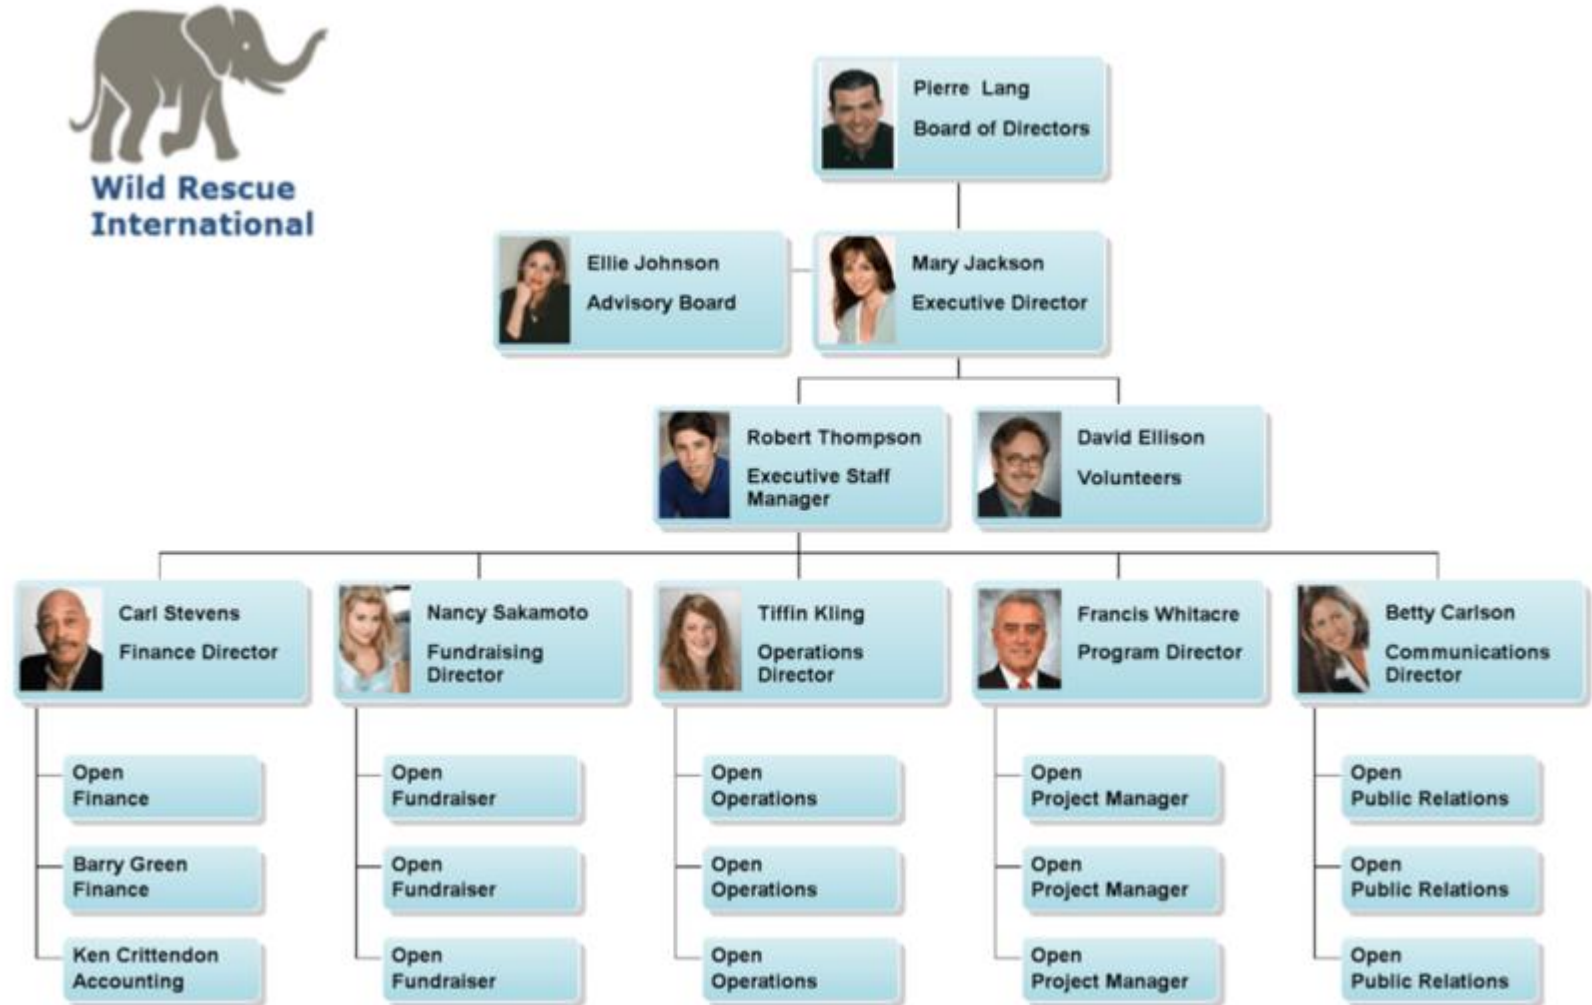 Wild Rescue
International
Pierre Lang
Board of Directors
Ellie Johnson
Advisory Board
Mary Jackson
Executive Director
Robert Thompson
Executive Staff
Manager
David Ellison
Volunteers
Carl Stevens
Finance Director
Nancy Sakamoto
Fundraising
Director
Tiffin Kling
Operations
Director
Francis Whitacre
Program Director
Betty Carlson
Communications
Director
Open
Finance
Barry Green
Finance
Ken Crittendon
Accounting
Open
Fundraiser
Open
Fundraiser
Open
Fundraiser
Open
Operations
Open
Operations
Open
Operations
Open
Project Manager
Open
Project Manager
Open
Project Manager
Open
Public Relations
Open
Public Relations
Open
Public Relations